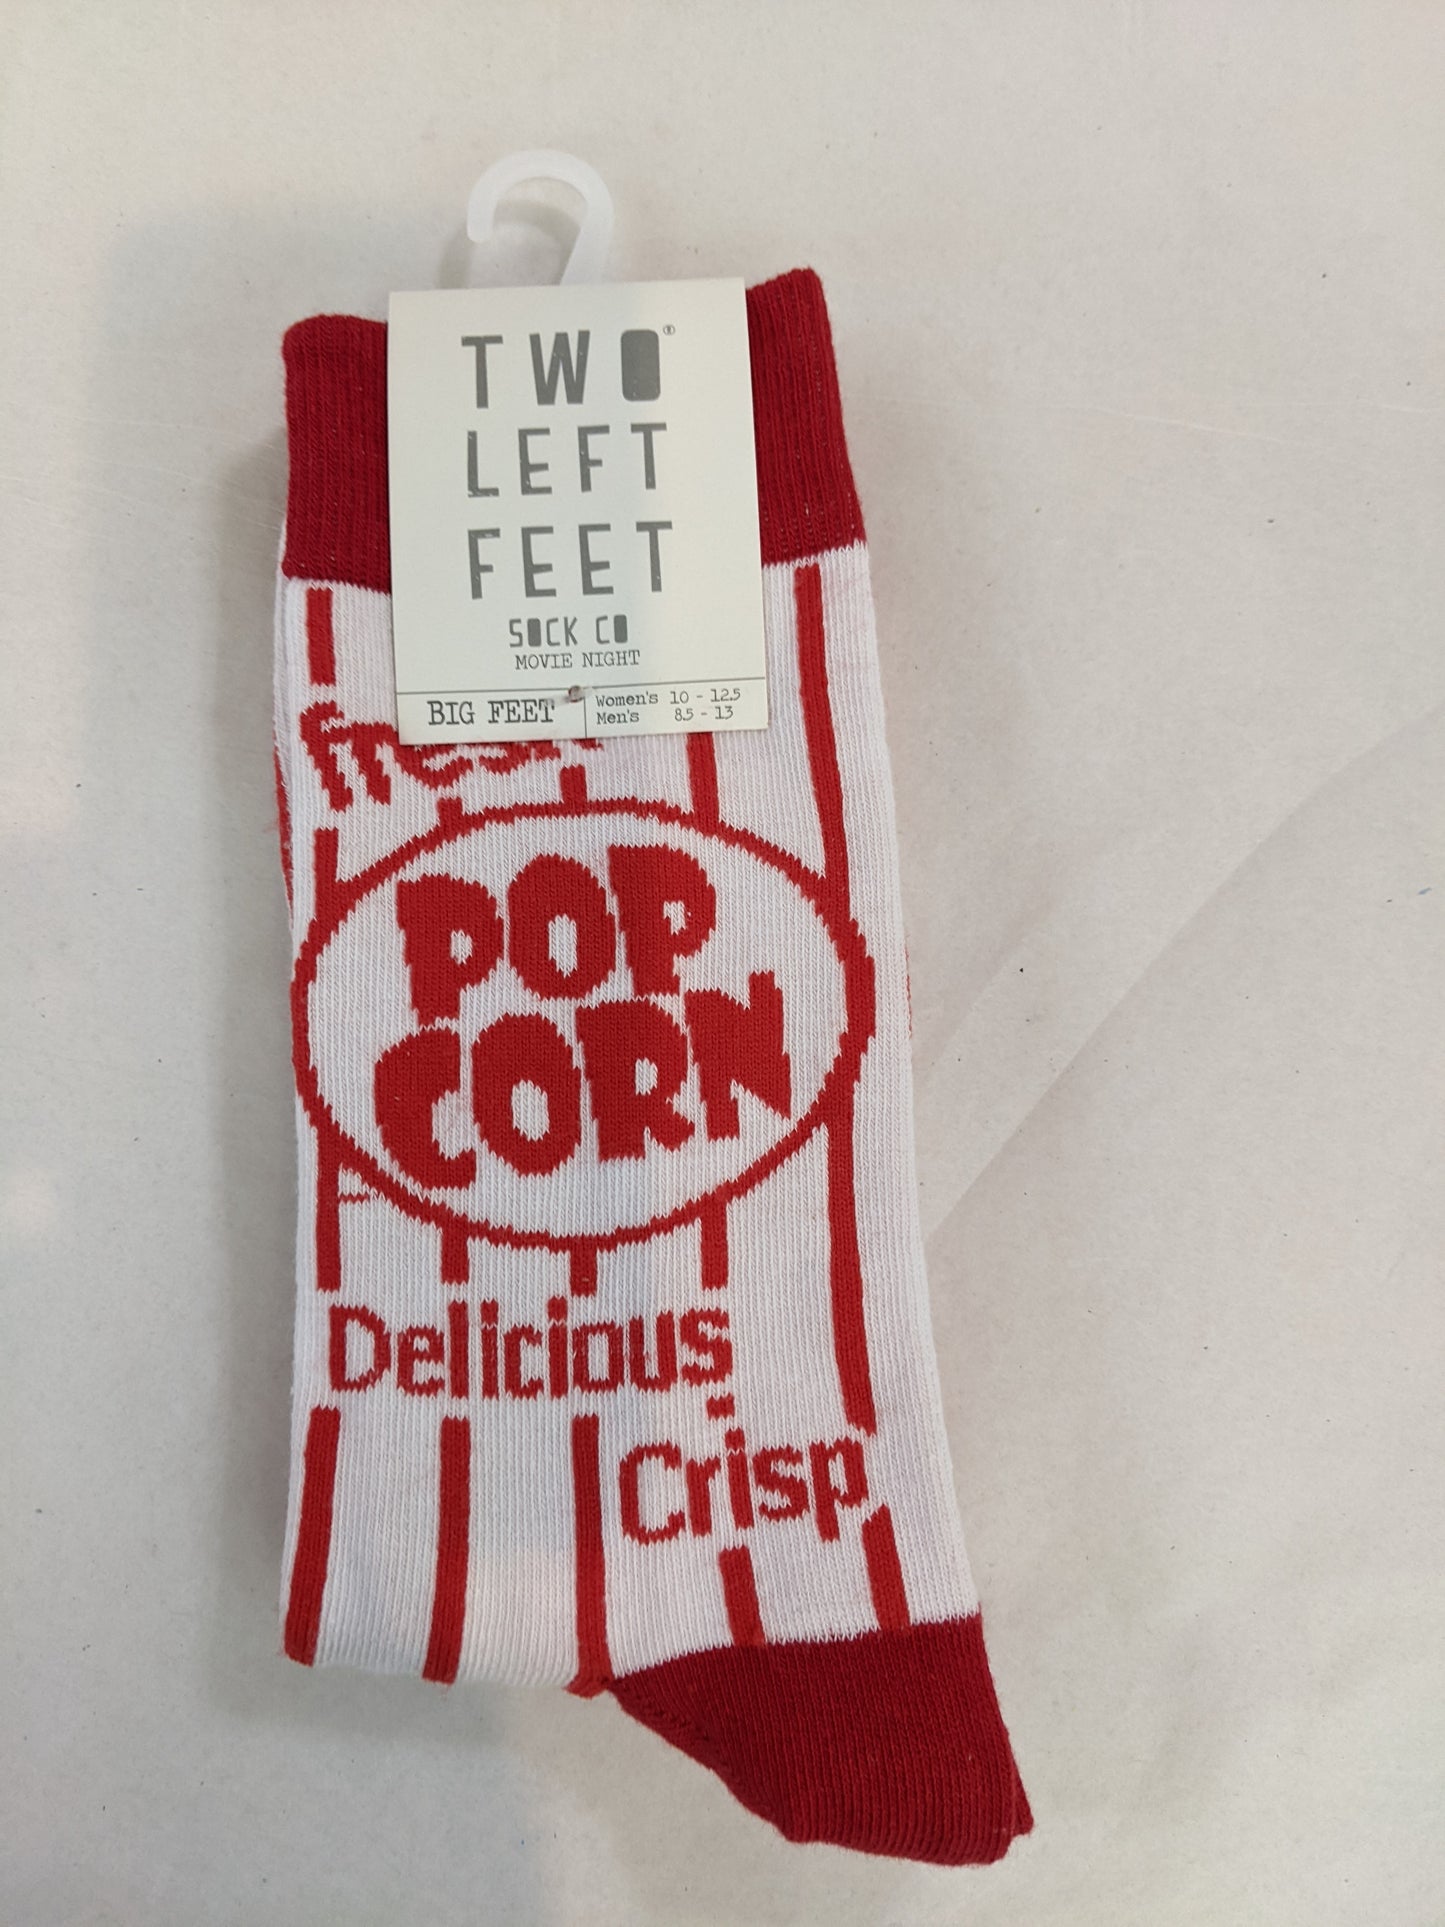 TWO®
LEFT
FEET
SOCK CO
MOVIE NIGHT
BIG FEET
Women's 10 - 12.5
Men's 8.5 - 13
fresh
POP
CORN
Delicious
Crisp